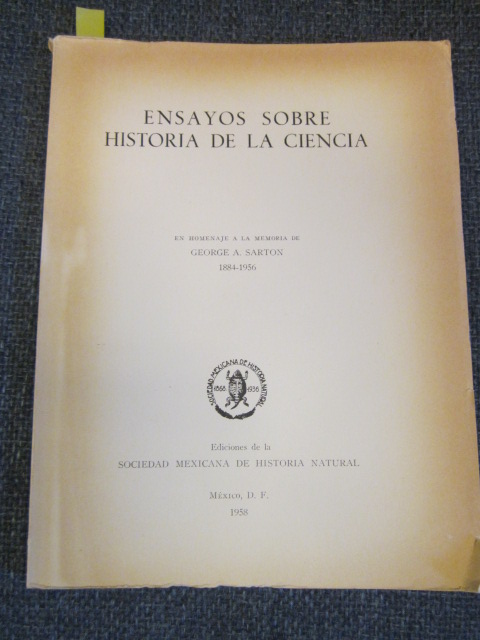 ENSAYOS SOBRE
HISTORIA DE LA CIENCIA
EN HOMENAJE A LA MEMORIA DE
GEORGE A. SARTON
1884-1956
SOCIEDAD MEXICANA DE HISTORIA NATURAL
1868 1936
Ediciones de la
SOCIEDAD MEXICANA DE HISTORIA NATURAL
México, D. F.
1958